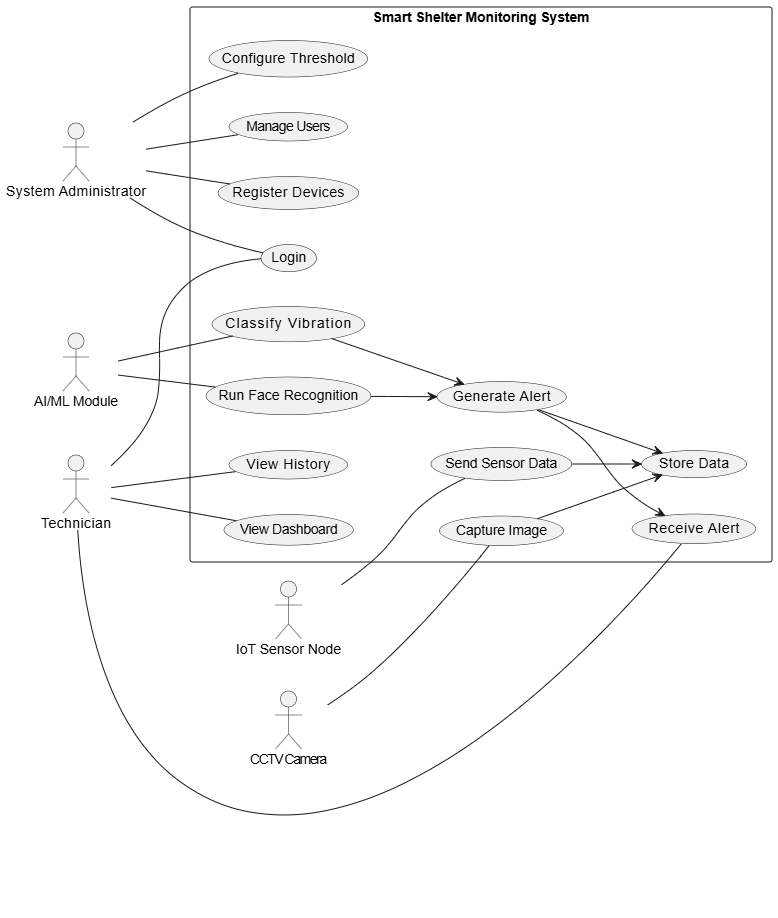 Smart Shelter Monitoring System
Configure Threshold
Manage Users
System Administrator
Register Devices
Login
Classify Vibration
AI/ML Module
Run Face Recognition
Generate Alert
View History
Send Sensor Data
Store Data
Technician
View Dashboard
Capture Image
Receive Alert
IoT Sensor Node
CCTV Camera